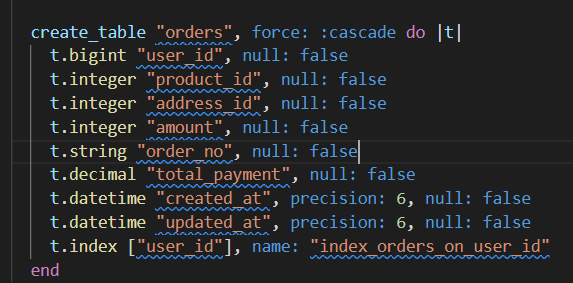 create_table "orders", force: :cascade do |t|
t.bigint "user_id", null: false
t.integer "product_id", null: false
t.integer "address_id", null: false
t.integer "amount", null: false
t.string "order_no", null: false
t.decimal "total_payment", null: false
t.datetime "created_at", precision: 6, null: false
t.datetime "updated_at", precision: 6, null: false
t.index ["user_id"], name: "index_orders_on_user_id"
end